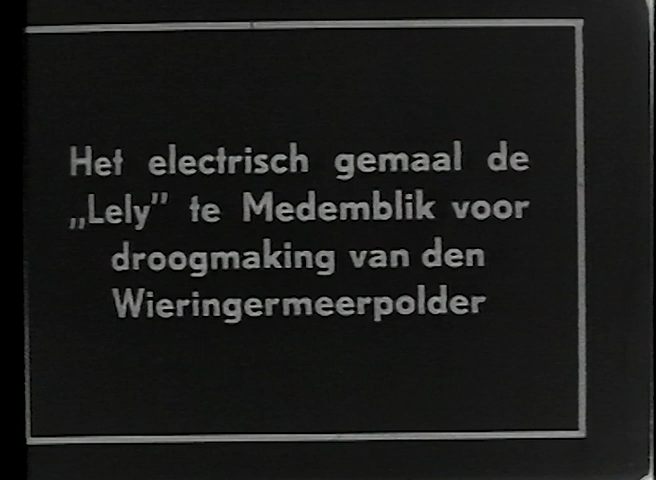 Het electrisch gemaal de
„Lely” te Medemblik voor
droogmaking van den
Wieringermeerpolder